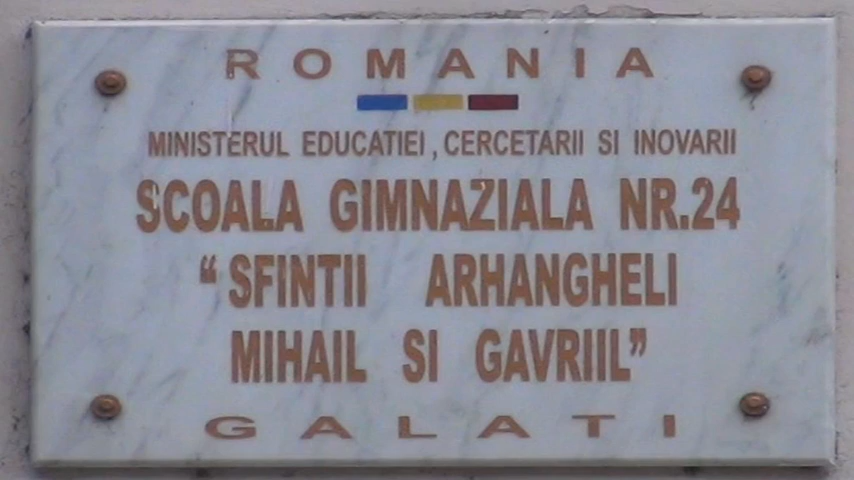 ROMANIA
MINISTERUL EDUCATIEI, CERCETARII SI INOVARII
SCOALA GIMNAZIALA NR.24
“SFINTII ARHANGHELI
MIHAIL SI GAVRIIL”
GALATI